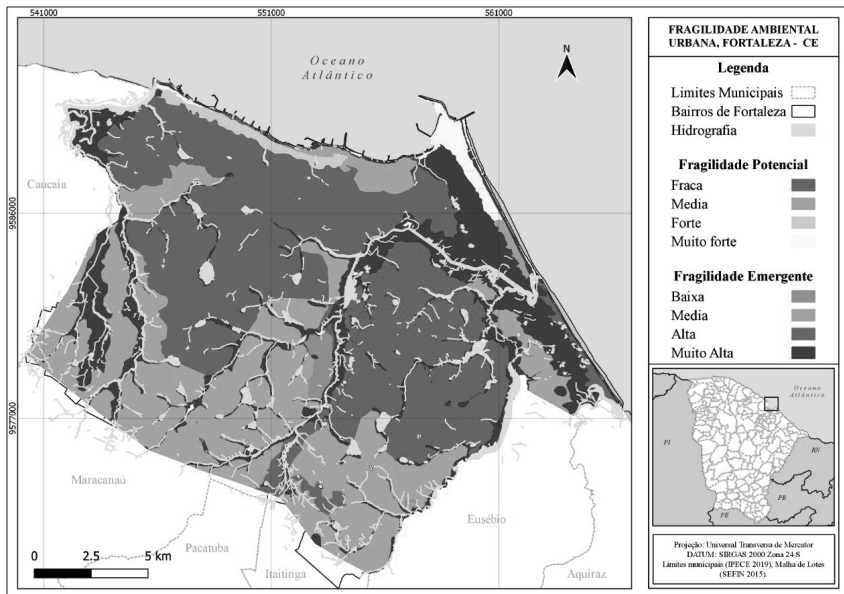 541000
551000
561000
Oceano
Atlântico
N
Caucaia
9586000
9577000
Maracanaú
Pacatuba
Itaitinga
Eusébio
Aquiraz
0 2.5 5 km
FRAGILIDADE AMBIENTAL
URBANA, FORTALEZA - CE
Legenda
Limites Municipais
Bairros de Fortaleza
Hidrografia
Fragilidade Potencial
Fraca
Media
Forte
Muito forte
Fragilidade Emergente
Baixa
Media
Alta
Muito Alta
Oceano
Atlântico
PI
RN
PB
PE
Projeção: Universal Transversa de Mercator
DATUM: SIRGAS 2000 Zona 24 S
Limites municipais (IPECE 2019), Malha de Lotes
(SEFIN 2015).